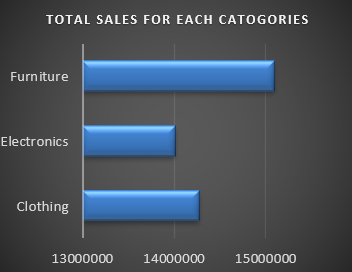 TOTAL SALES FOR EACH CATOGORIES
Furniture
Electronics
Clothing
13000000 14000000 15000000